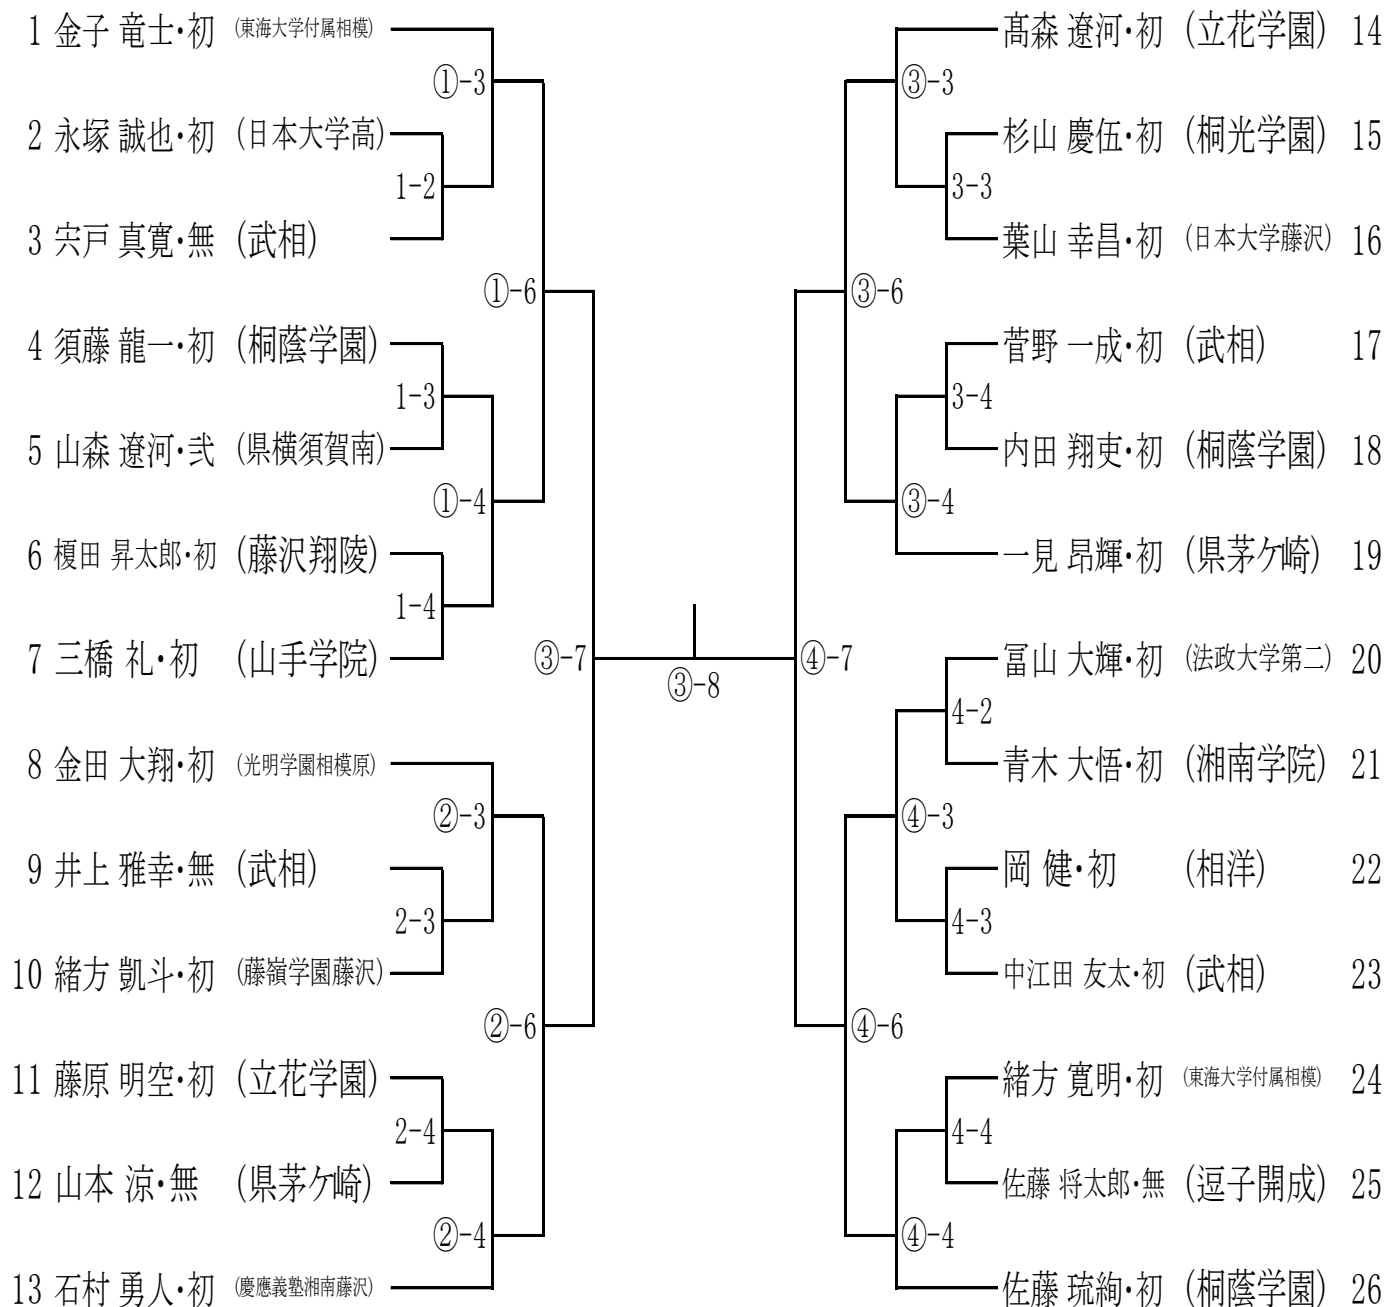 1 金子 竜士・初 (東海大学付属相模)
①-3
2 永塚 誠也・初 (日本大学高)
1-2
3 宍戸 真寛・無 (武相)
①-6
4 須藤 龍一・初 (桐蔭学園)
1-3
5 山森 遼河・弐 (県横須賀南)
①-4
6 榎田 昇太郎・初 (藤沢翔陵)
1-4
7 三橋 礼・初 (山手学院)
③-7
8 金田 大翔・初 (光明学園相模原)
②-3
9 井上 雅幸・無 (武相)
2-3
10 緒方 凱斗・初 (藤嶺学園藤沢)
②-6
11 藤原 明空・初 (立花学園)
2-4
12 山本 涼・無 (県茅ケ崎)
②-4
13 石村 勇人・初 (慶應義塾湘南藤沢)
③-8
髙森 遼河・初 (立花学園) 14
③-3
杉山 慶伍・初 (桐光学園) 15
3-3
葉山 幸昌・初 (日本大学藤沢) 16
③-6
菅野 一成・初 (武相) 17
3-4
内田 翔吏・初 (桐蔭学園) 18
③-4
一見 昂輝・初 (県茅ケ崎) 19
④-7
冨山 大輝・初 (法政大学第二) 20
4-2
青木 大悟・初 (湘南学院) 21
④-3
岡 健・初 (相洋) 22
4-3
中江田 友太・初 (武相) 23
④-6
緒方 寛明・初 (東海大学付属相模) 24
4-4
佐藤 将太郎・無 (逗子開成) 25
④-4
佐藤 琉絢・初 (桐蔭学園) 26